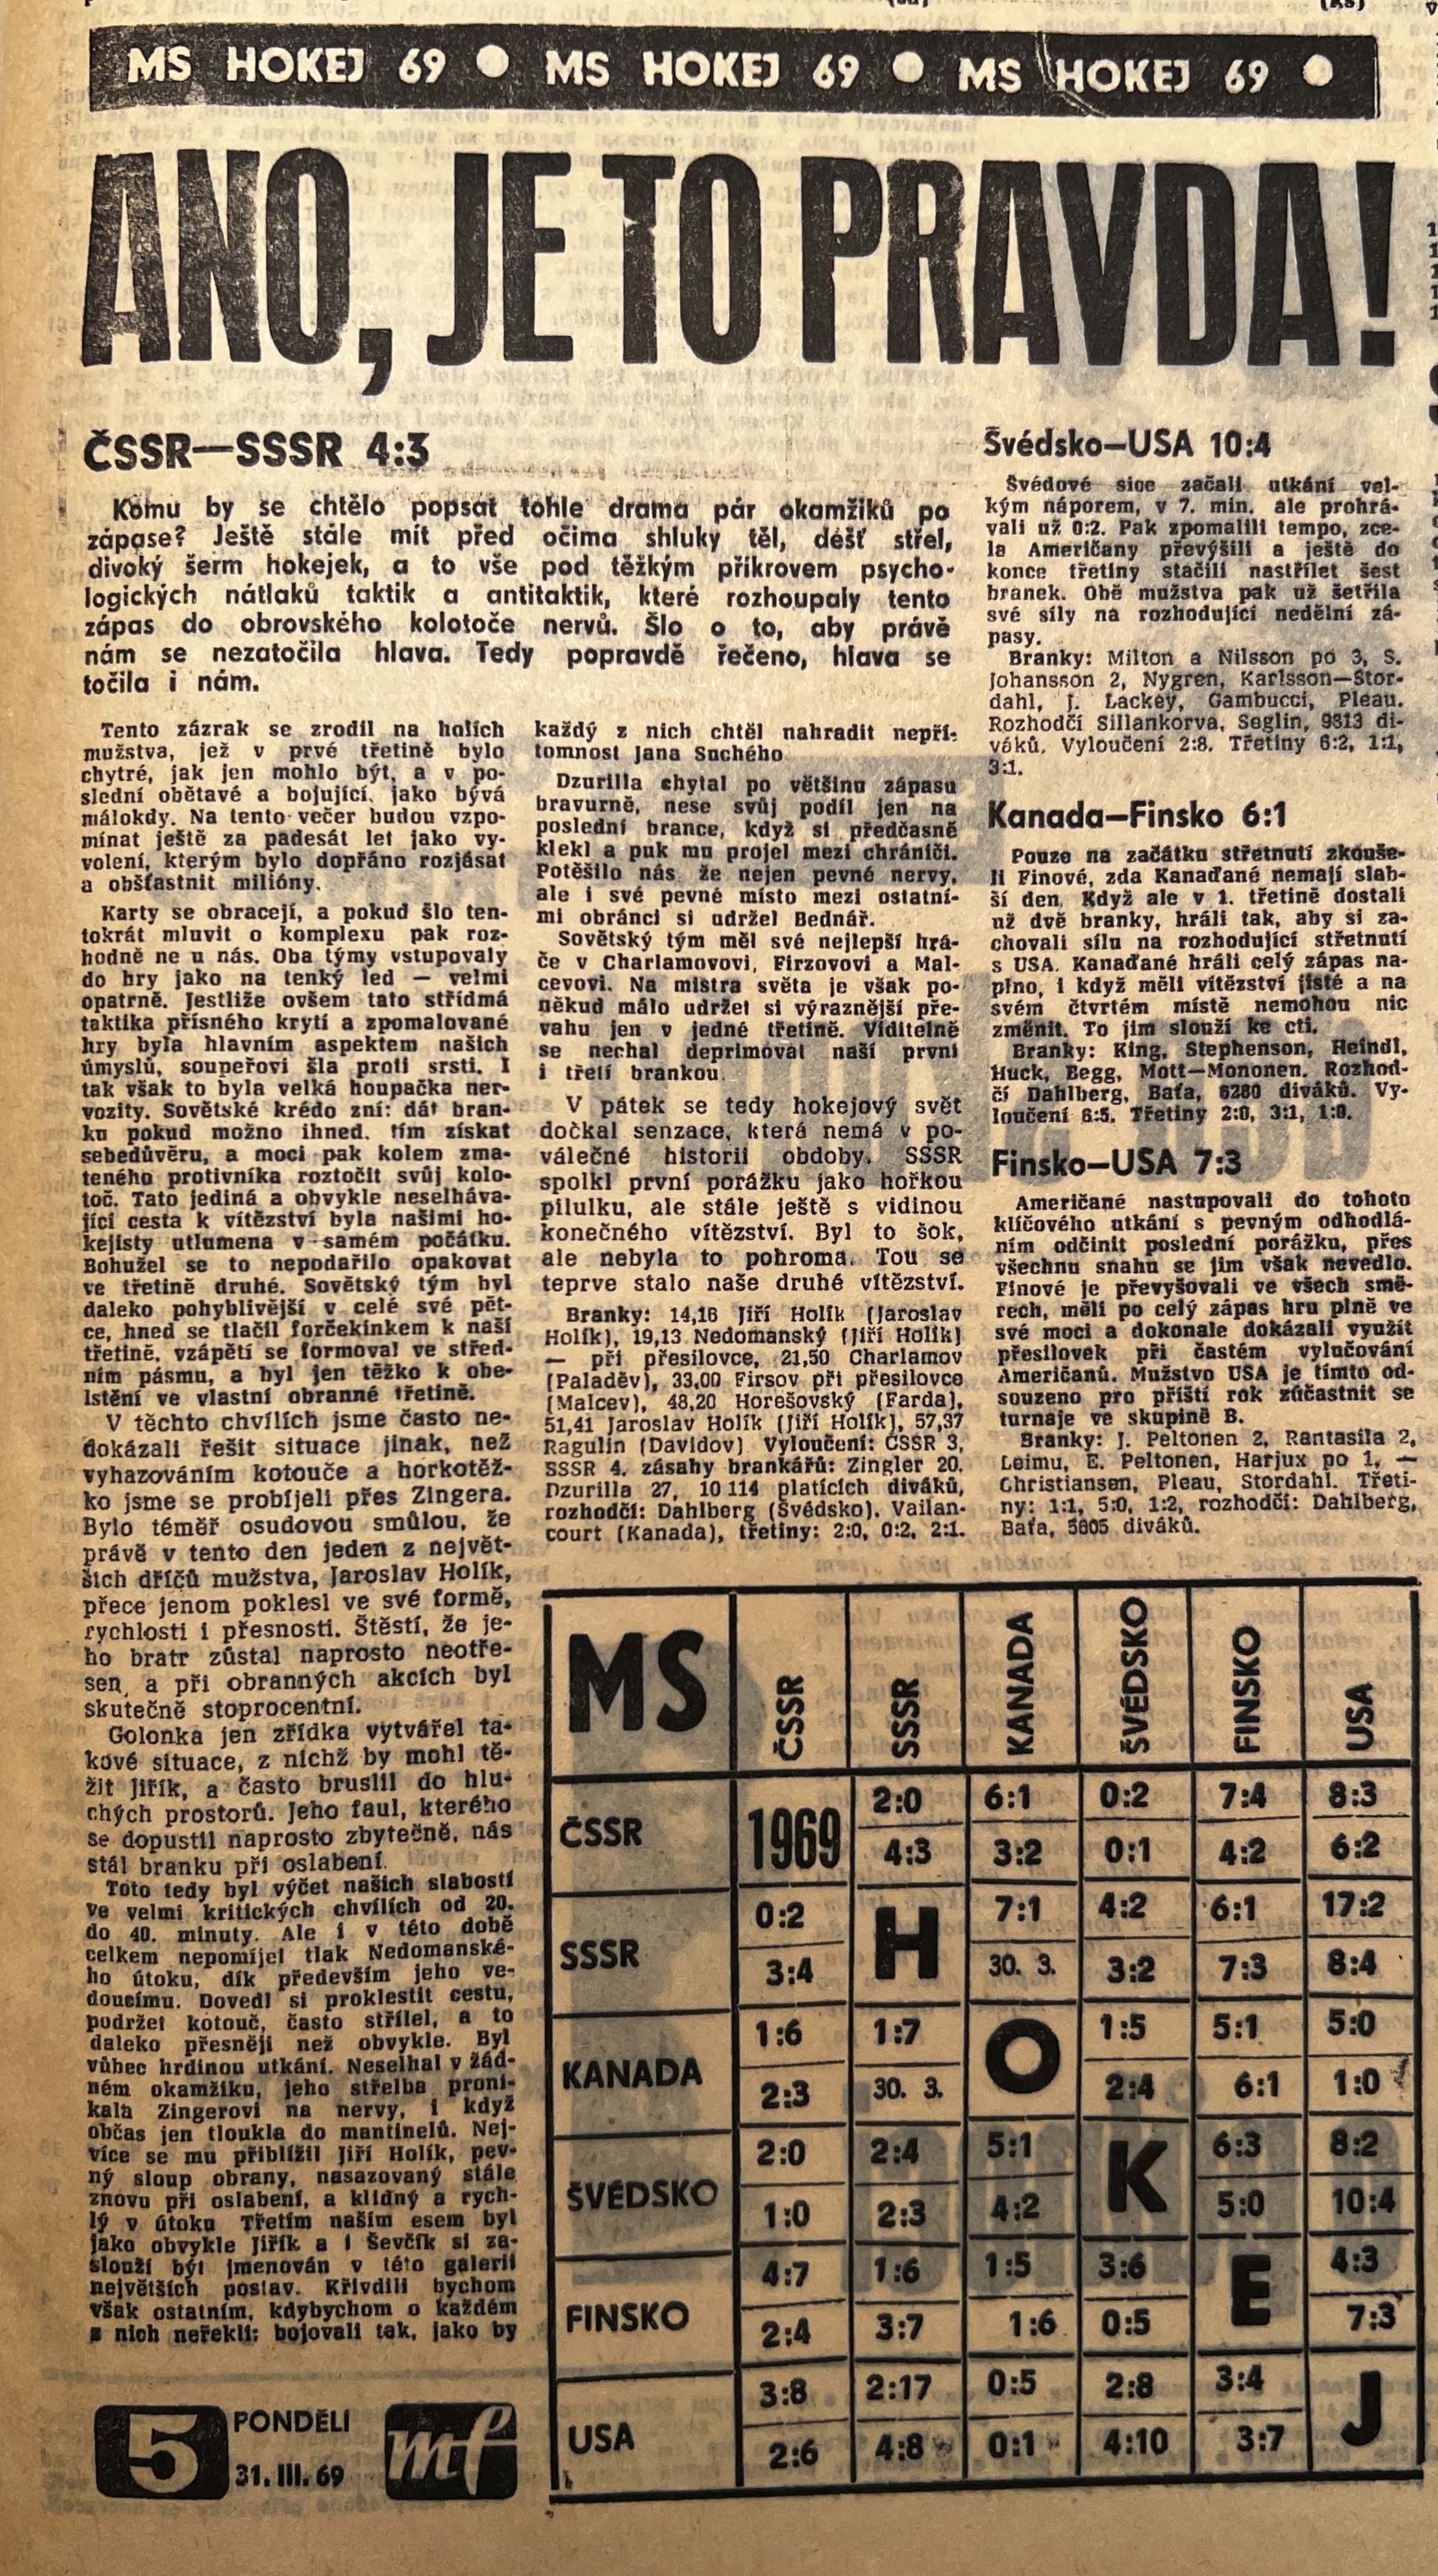 MS HOKEJ 69 ● MS HOKEJ 69 ● MS HOKEJ 69 ●
ANO, JE TO PRAVDA!
ČSSR—SSSR 4:3
Komu by se chtělo popsat tohle drama pár okamžiků po
zápase? Ještě stále mít před očima shluky těl, déšť střel,
divoký šerm hokejek, a to vše pod těžkým příkrovem psycho-
logických nátlaků taktik a antitaktik, které rozhoupaly tento
zápas do obrovského kolotoče nervů. Šlo o to, aby právě
nám se nezatočila hlava. Tedy popravdě řečeno, hlava se
točila i nám.
Tento zázrak se zrodil na holích
mužstva, jež v prvé třetině bylo
chytré, jak jen mohlo být, a v po-
slední obětavé a bojující, jako bývá
málokdy. Na tento večer budou vzpo-
mínat ještě za padesát let jako vy-
volení, kterým bylo dopřáno rozjásat
a obšťastnit milióny.
Karty se obracejí, a pokud šlo ten-
tokrát mluvit o komplexu pak roz-
hodně ne u nás. Oba týmy vstupovaly
do hry jako na tenký led — velmi
opatrně. Jestliže ovšem tato střídmá
taktika přísného krytí a zpomalované
hry byla hlavním aspektem našich
úmyslů, soupeřovi šla proti srsti. I
tak však to byla velká houpačka ner-
vozity. Sovětské krédo zní: dát bran-
ku pokud možno ihned, tím získat
sebedůvěru, a moci pak kolem zma-
teného protivníka roztočit svůj kolo-
toč. Tato jediná a obvykle neselháva-
jící cesta k vítězství byla našimi ho-
kejisty utlumena v samém počátku.
Bohužel se to nepodařilo opakovat
ve třetině druhé. Sovětský tým byl
daleko pohyblivější v celé své pět-
ce, hned se tlačil forčekinkem k naší
třetině, vzápětí se formoval ve střed-
ním pásmu, a byl jen těžko k obe-
lstění ve vlastní obranné třetině.
V těchto chvílích jsme často ne-
dokázali řešit situace jinak, než
vyhazováním kotouče a horkotěž-
ko jsme se probíjeli přes Zingera.
Bylo téměř osudovou smůlou, že
právě v tento den jeden z největ-
ších dříčů mužstva, Jaroslav Holík,
přece jenom poklesl ve své formě,
rychlosti i přesnosti. Štěstí, že je-
ho bratr zůstal naprosto neotře-
sen, a při obranných akcích byl
skutečně stoprocentní.
Golonka jen zřídka vytvářel ta-
kové situace, z nichž by mohl tě-
žit Jiřík, a často bruslil do hlu-
chých prostorů. Jeho faul, kterého
se dopustil naprosto zbytečně, nás
stál branku při oslabení.
Toto tedy byl výčet našich slabostí
ve velmi kritických chvílích od 20.
do 40. minuty. Ale i v této době
celkem nepomíjel tlak Nedomanské-
ho útoku, dík především jeho ve-
doucímu. Dovedl si proklestit cestu,
podržet kotouč, často střílel, a to
daleko přesněji než obvykle. Byl
vůbec hrdinou utkání. Neselhal v žád-
ném okamžiku, jeho střelba proni-
kala Zingerovi na nervy, i když
občas jen tloukla do mantinelů. Nej-
více se mu přiblížil Jiří Holík, pev-
ný sloup obrany, nasazovaný stále
znovu při oslabení, a klidný a rych-
lý v útoku Třetím naším esem byl
jako obvykle Jiřík a i Ševčík si za-
slouží být jmenován v této galerii
největších postav. Křivdili bychom
však ostatním, kdybychom o každém
z nich neřekli: bojovali tak, jako by
každý z nich chtěl nahradit nepří-
tomnost Jana Suchého
Dzurilla chytal po většinu zápasu
bravurně, nese svůj podíl jen na
poslední brance, když si předčasně
klekl a puk mu projel mezi chrániči.
Potěšilo nás že nejen pevné nervy,
ale i své pevné místo mezi ostatní-
mi obránci si udržel Bednář.
Sovětský tým měl své nejlepší hrá-
če v Charlamovovi, Firzovovi a Mal-
cevovi. Na mistra světa je však po-
někud málo udržet si výraznější pře-
vahu jen v jedné třetině. Viditelně
se nechal deprimovat naší první
i třetí brankou.
V pátek se tedy hokejový svět
dočkal senzace, která nemá v po-
válečné historii obdoby. SSSR
spolkl první porážku jako hořkou
pilulku, ale stále ještě s vidinou
konečného vítězství. Byl to šok,
ale nebyla to pohroma. Tou se
teprve stalo naše druhé vítězství.
Branky: 14,16 Jiří Holík (Jaroslav
Holík), 19,13 Nedomanský (Jiří Holík)
— při přesilovce, 21,50 Charlamov
(Paladěv), 33,00 Firsov při přesilovce
(Malcev), 48,20 Horešovský (Farda),
51,41 Jaroslav Holík (Jiří Holík), 57,37
Ragulin (Davidov) Vyloučení: ČSSR 3,
SSSR 4, zásahy brankářů: Zingler 20,
Dzurilla 27, 10 114 platících diváků,
rozhodčí: Dahlberg (Švédsko), Vailan-
court (Kanada), třetiny: 2:0, 0:2, 2:1.
Švédsko—USA 10:4
Švédové sice začali utkání vel-
kým náporem, v 7. min. ale prohrá-
vali už 0:2. Pak zpomalili tempo, zce-
la Američany převýšili a ještě do
konce třetiny stačili nastřílet šest
branek. Obě mužstva pak už šetřila
své síly na rozhodující nedělní zá-
pasy.
Branky: Milton a Nilsson po 3, S.
Johansson 2, Nygren, Karlsson—Stor-
dahl, J. Lackey, Gambucci, Pleau.
Rozhodčí Sillankorva, Seglin, 9813 di-
váků. Vyloučení 2:8. Třetiny 6:2, 1:1,
3:1.
Kanada—Finsko 6:1
Pouze na začátku střetnutí zkouše-
li Finové, zda Kanaďané nemají slab-
ší den. Když ale v 1. třetině dostali
už dvě branky, hráli tak, aby si za-
chovali sílu na rozhodující střetnutí
s USA. Kanaďané hráli celý zápas na-
plno, i když měli vítězství jisté a na
svém čtvrtém místě nemohou nic
změnit. To jim slouží ke cti.
Branky: King, Stephenson, Heindl,
Huck, Begg, Mott—Mononen. Rozhod-
čí Dahlberg, Baťa, 6280 diváků. Vy-
loučení 6:5. Třetiny 2:0, 3:1, 1:0.
Finsko—USA 7:3
Američané nastupovali do tohoto
klíčového utkání s pevným odhodlá-
ním odčinit poslední porážku, přes
všechnu snahu se jim však nevedlo.
Finové je převyšovali ve všech smě-
rech, měli po celý zápas hru plně ve
své moci a dokonale dokázali využít
přesilovek při častém vylučování
Američanů. Mužstvo USA je tímto od-
souzeno pro příští rok zúčastnit se
turnaje ve skupině B.
Branky: J. Peltonen 2, Rantasila 2,
Leimu, E. Peltonen, Harjux po 1, —
Christiansen, Pleau, Stordahl. Třeti-
ny: 1:1, 5:0, 1:2, rozhodčí: Dahlberg,
Baťa, 5605 diváků.
MS ČSSR SSSR KANADA ŠVÉDSKO FINSKO USA
ČSSR 1969 2:0 6:1 0:2 7:4 8:3
4:3 3:2 0:1 4:2 6:2
SSSR 0:2 H 7:1 4:2 6:1 17:2
3:4 30. 3. 3:2 7:3 8:4
KANADA 1:6 1:7 O 1:5 5:1 5:0
2:3 30. 3. 2:4 6:1 1:0
ŠVÉDSKO 2:0 2:4 5:1 K 6:3 8:2
1:0 2:3 4:2 5:0 10:4
FINSKO 4:7 1:6 1:5 3:6 E 4:3
2:4 3:7 1:6 0:5 7:3
USA 3:8 2:17 0:5 2:8 3:4 J
2:6 4:8 0:1 4:10 3:7
5 PONDĚLÍ
31. III. 69 mf